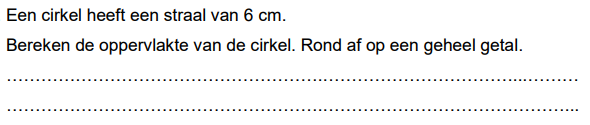 Een cirkel heeft een straal van 6 cm.
Bereken de oppervlakte van de cirkel. Rond af op een geheel getal.
……………………………………………………………………………...………
…………………………………………………………………………………...